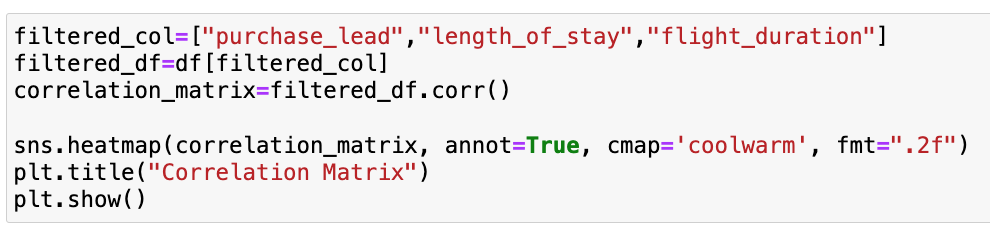 filtered_col=["purchase_lead","length_of_stay","flight_duration"]
filtered_df=df[filtered_col]
correlation_matrix=filtered_df.corr()
sns.heatmap(correlation_matrix, annot=True, cmap='coolwarm', fmt=".2f")
plt.title("Correlation Matrix")
plt.show()